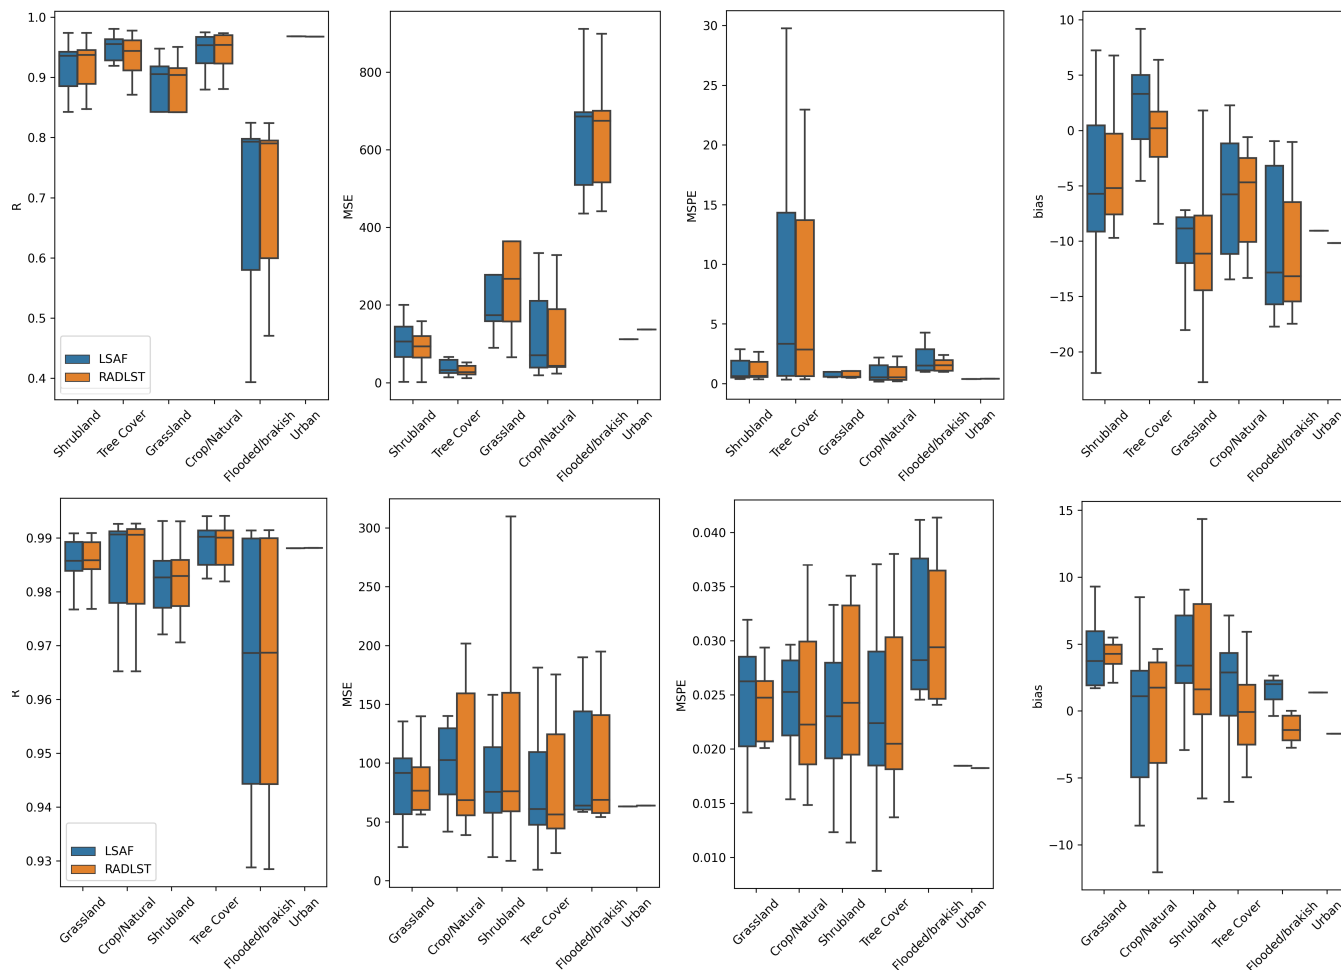 1.0
0.9
0.8
0.7
0.6
0.5
0.4
R
LSAF
RADLST
Shrubland
Tree Cover
Grassland
Crop/Natural
Flooded/brakish
Urban
800
600
400
200
0
MSE
Shrubland
Tree Cover
Grassland
Crop/Natural
Flooded/brakish
Urban
30
25
20
15
10
5
0
MSPE
Shrubland
Tree Cover
Grassland
Crop/Natural
Flooded/brakish
Urban
10
5
0
−5
−10
−15
−20
bias
Shrubland
Tree Cover
Grassland
Crop/Natural
Flooded/brakish
Urban
0.99
0.98
0.97
0.96
0.95
0.94
0.93
R
LSAF
RADLST
Grassland
Crop/Natural
Shrubland
Tree Cover
Flooded/brakish
Urban
300
250
200
150
100
50
0
MSE
Grassland
Crop/Natural
Shrubland
Tree Cover
Flooded/brakish
Urban
0.040
0.035
0.030
0.025
0.020
0.015
0.010
MSPE
Grassland
Crop/Natural
Shrubland
Tree Cover
Flooded/brakish
Urban
15
10
5
0
−5
−10
bias
Grassland
Crop/Natural
Shrubland
Tree Cover
Flooded/brakish
Urban